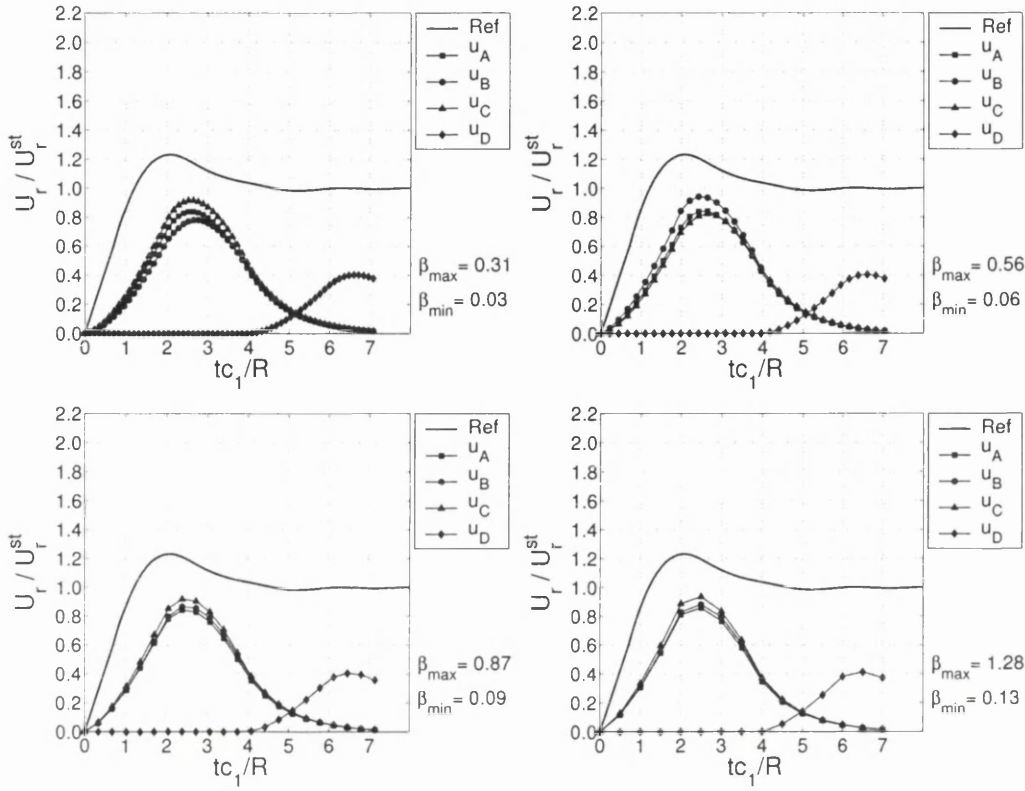 2.2
2.0
1.8
1.6
1.4
1.2
1.0
0.8
0.6
0.4
0.2
0.0
0 1 2 3 4 5 6 7
U_r / U_r^st
tc_1/R
Ref
u_A
u_B
u_C
u_D
β_max = 0.31
β_min = 0.03
2.2
2.0
1.8
1.6
1.4
1.2
1.0
0.8
0.6
0.4
0.2
0.0
0 1 2 3 4 5 6 7
U_r / U_r^st
tc_1/R
Ref
u_A
u_B
u_C
u_D
β_max = 0.56
β_min = 0.06
2.2
2.0
1.8
1.6
1.4
1.2
1.0
0.8
0.6
0.4
0.2
0.0
0 1 2 3 4 5 6 7
U_r / U_r^st
tc_1/R
Ref
u_A
u_B
u_C
u_D
β_max = 0.87
β_min = 0.09
2.2
2.0
1.8
1.6
1.4
1.2
1.0
0.8
0.6
0.4
0.2
0.0
0 1 2 3 4 5 6 7
U_r / U_r^st
tc_1/R
Ref
u_A
u_B
u_C
u_D
β_max = 1.28
β_min = 0.13